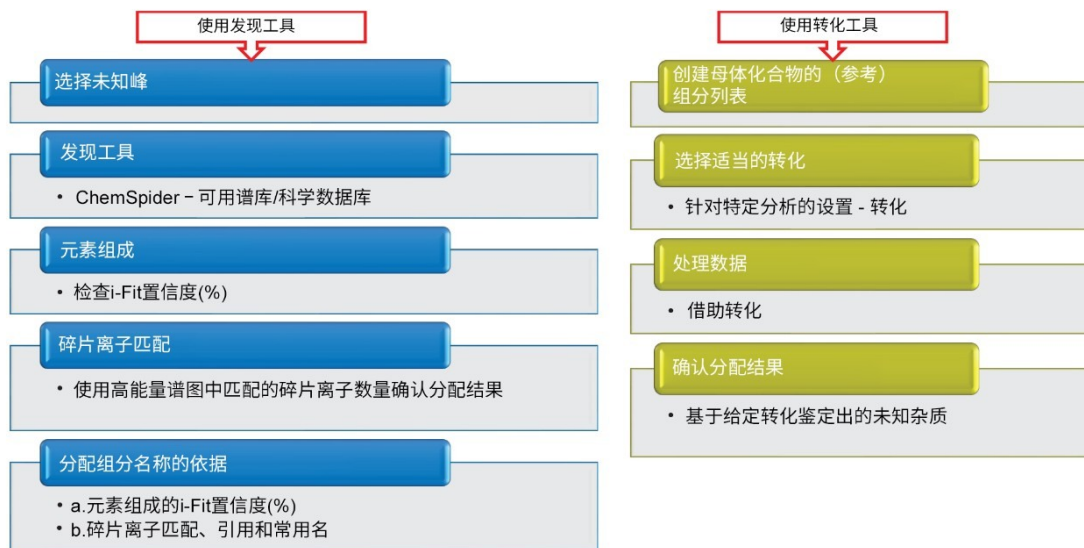 使用发现工具
选择未知峰
发现工具
• ChemSpider – 可用谱库/科学数据库
元素组成
• 检查i-Fit置信度(%)
碎片离子匹配
• 使用高能量谱图中匹配的碎片离子数量确认分配结果
分配组分名称的依据
• a.元素组成的i-Fit置信度(%)
• b.碎片离子匹配、引用和常用名
使用转化工具
创建母体化合物的（参考）
组分列表
选择适当的转化
• 针对特定分析的设置 - 转化
处理数据
• 借助转化
确认分配结果
• 基于给定转化鉴定出的未知杂质